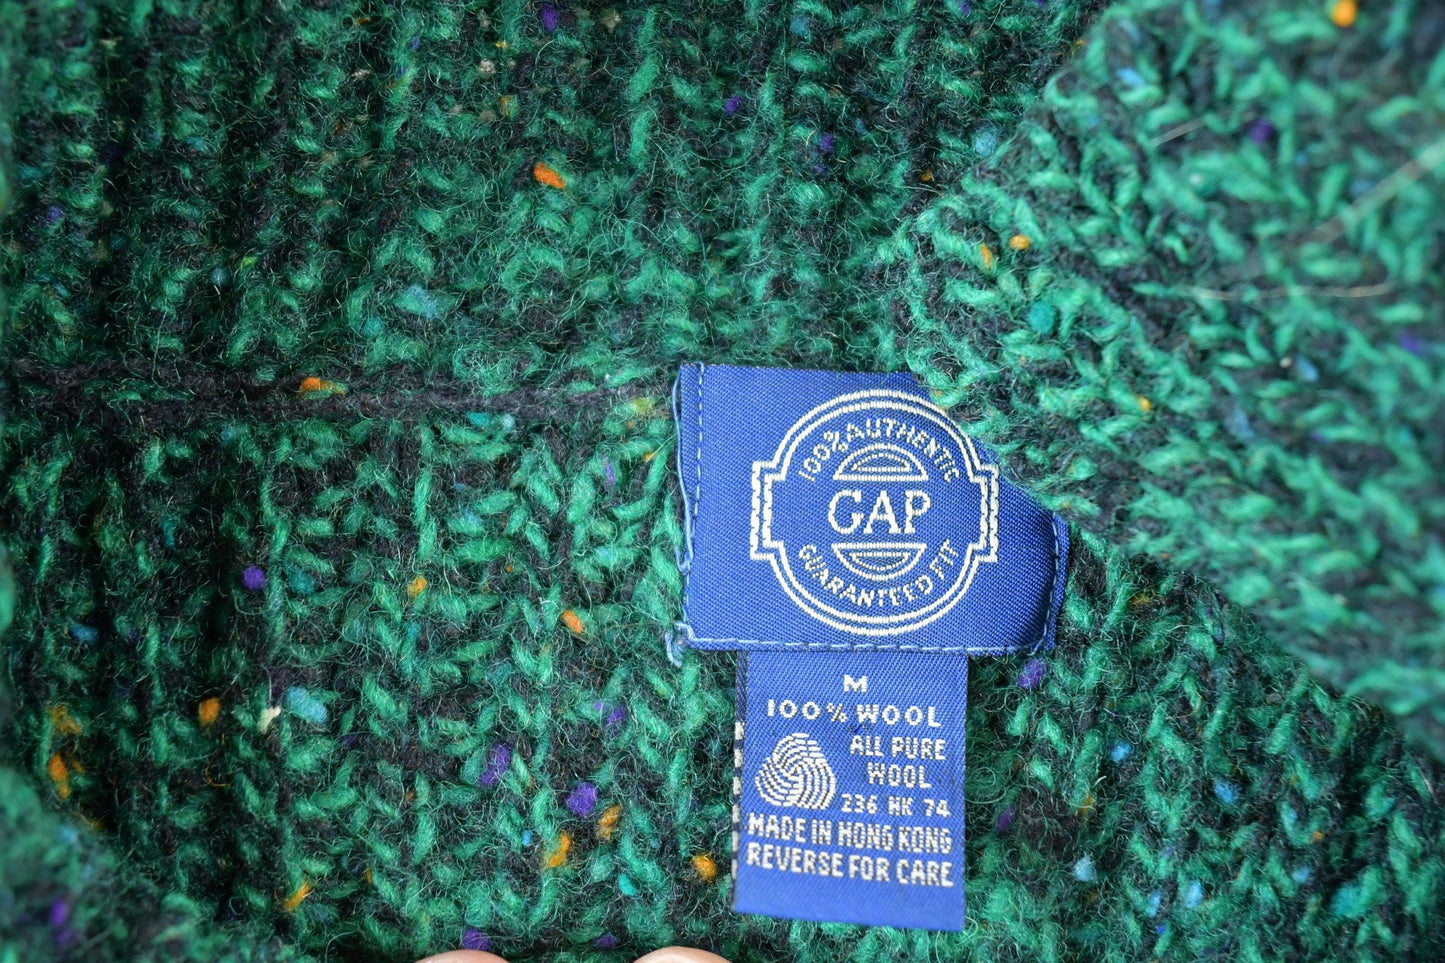 100% AUTHENTIC
GAP
GUARANTEED FIT
M
100% WOOL
ALL PURE
WOOL
236 HK 74
MADE IN HONG KONG
REVERSE FOR CARE